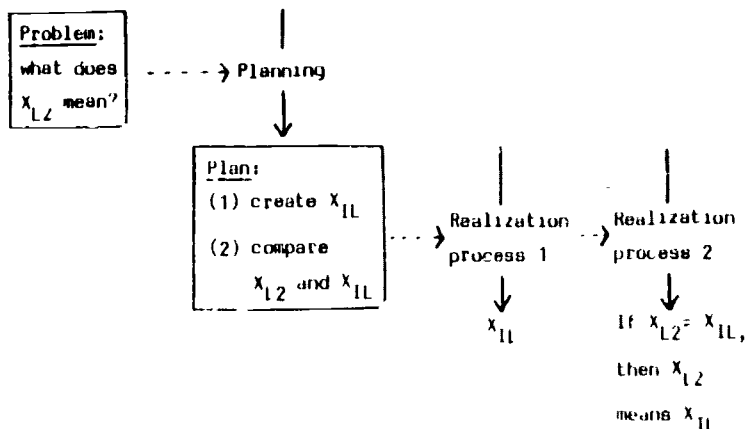 Problem:
what does
X_L2 mean?
Planning
Plan:
(1) create X_IL
(2) compare
X_L2 and X_IL
Realization
process 1
X_IL
Realization
process 2
If X_L2 = X_IL,
then X_L2
means X_IL